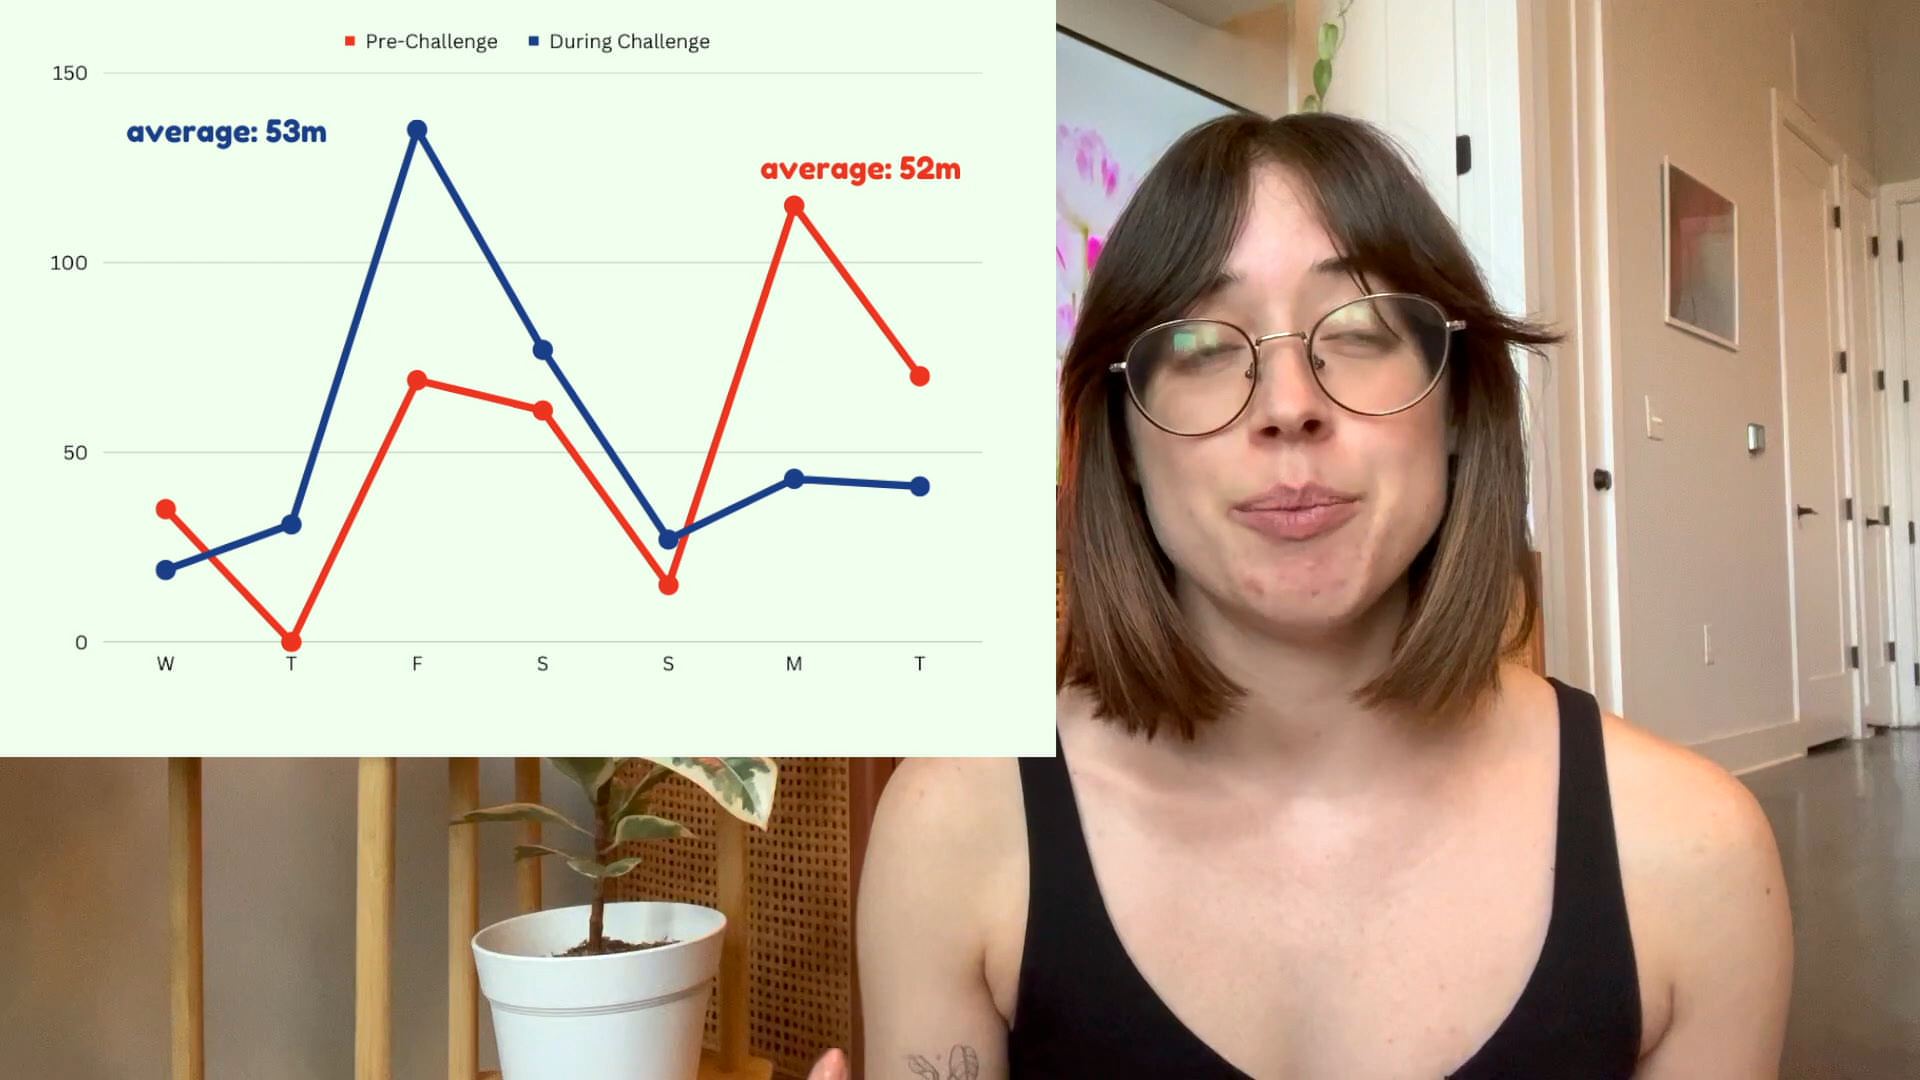 Pre-Challenge During Challenge
150
average: 53m
average: 52m
100
50
0
W T F S S M T